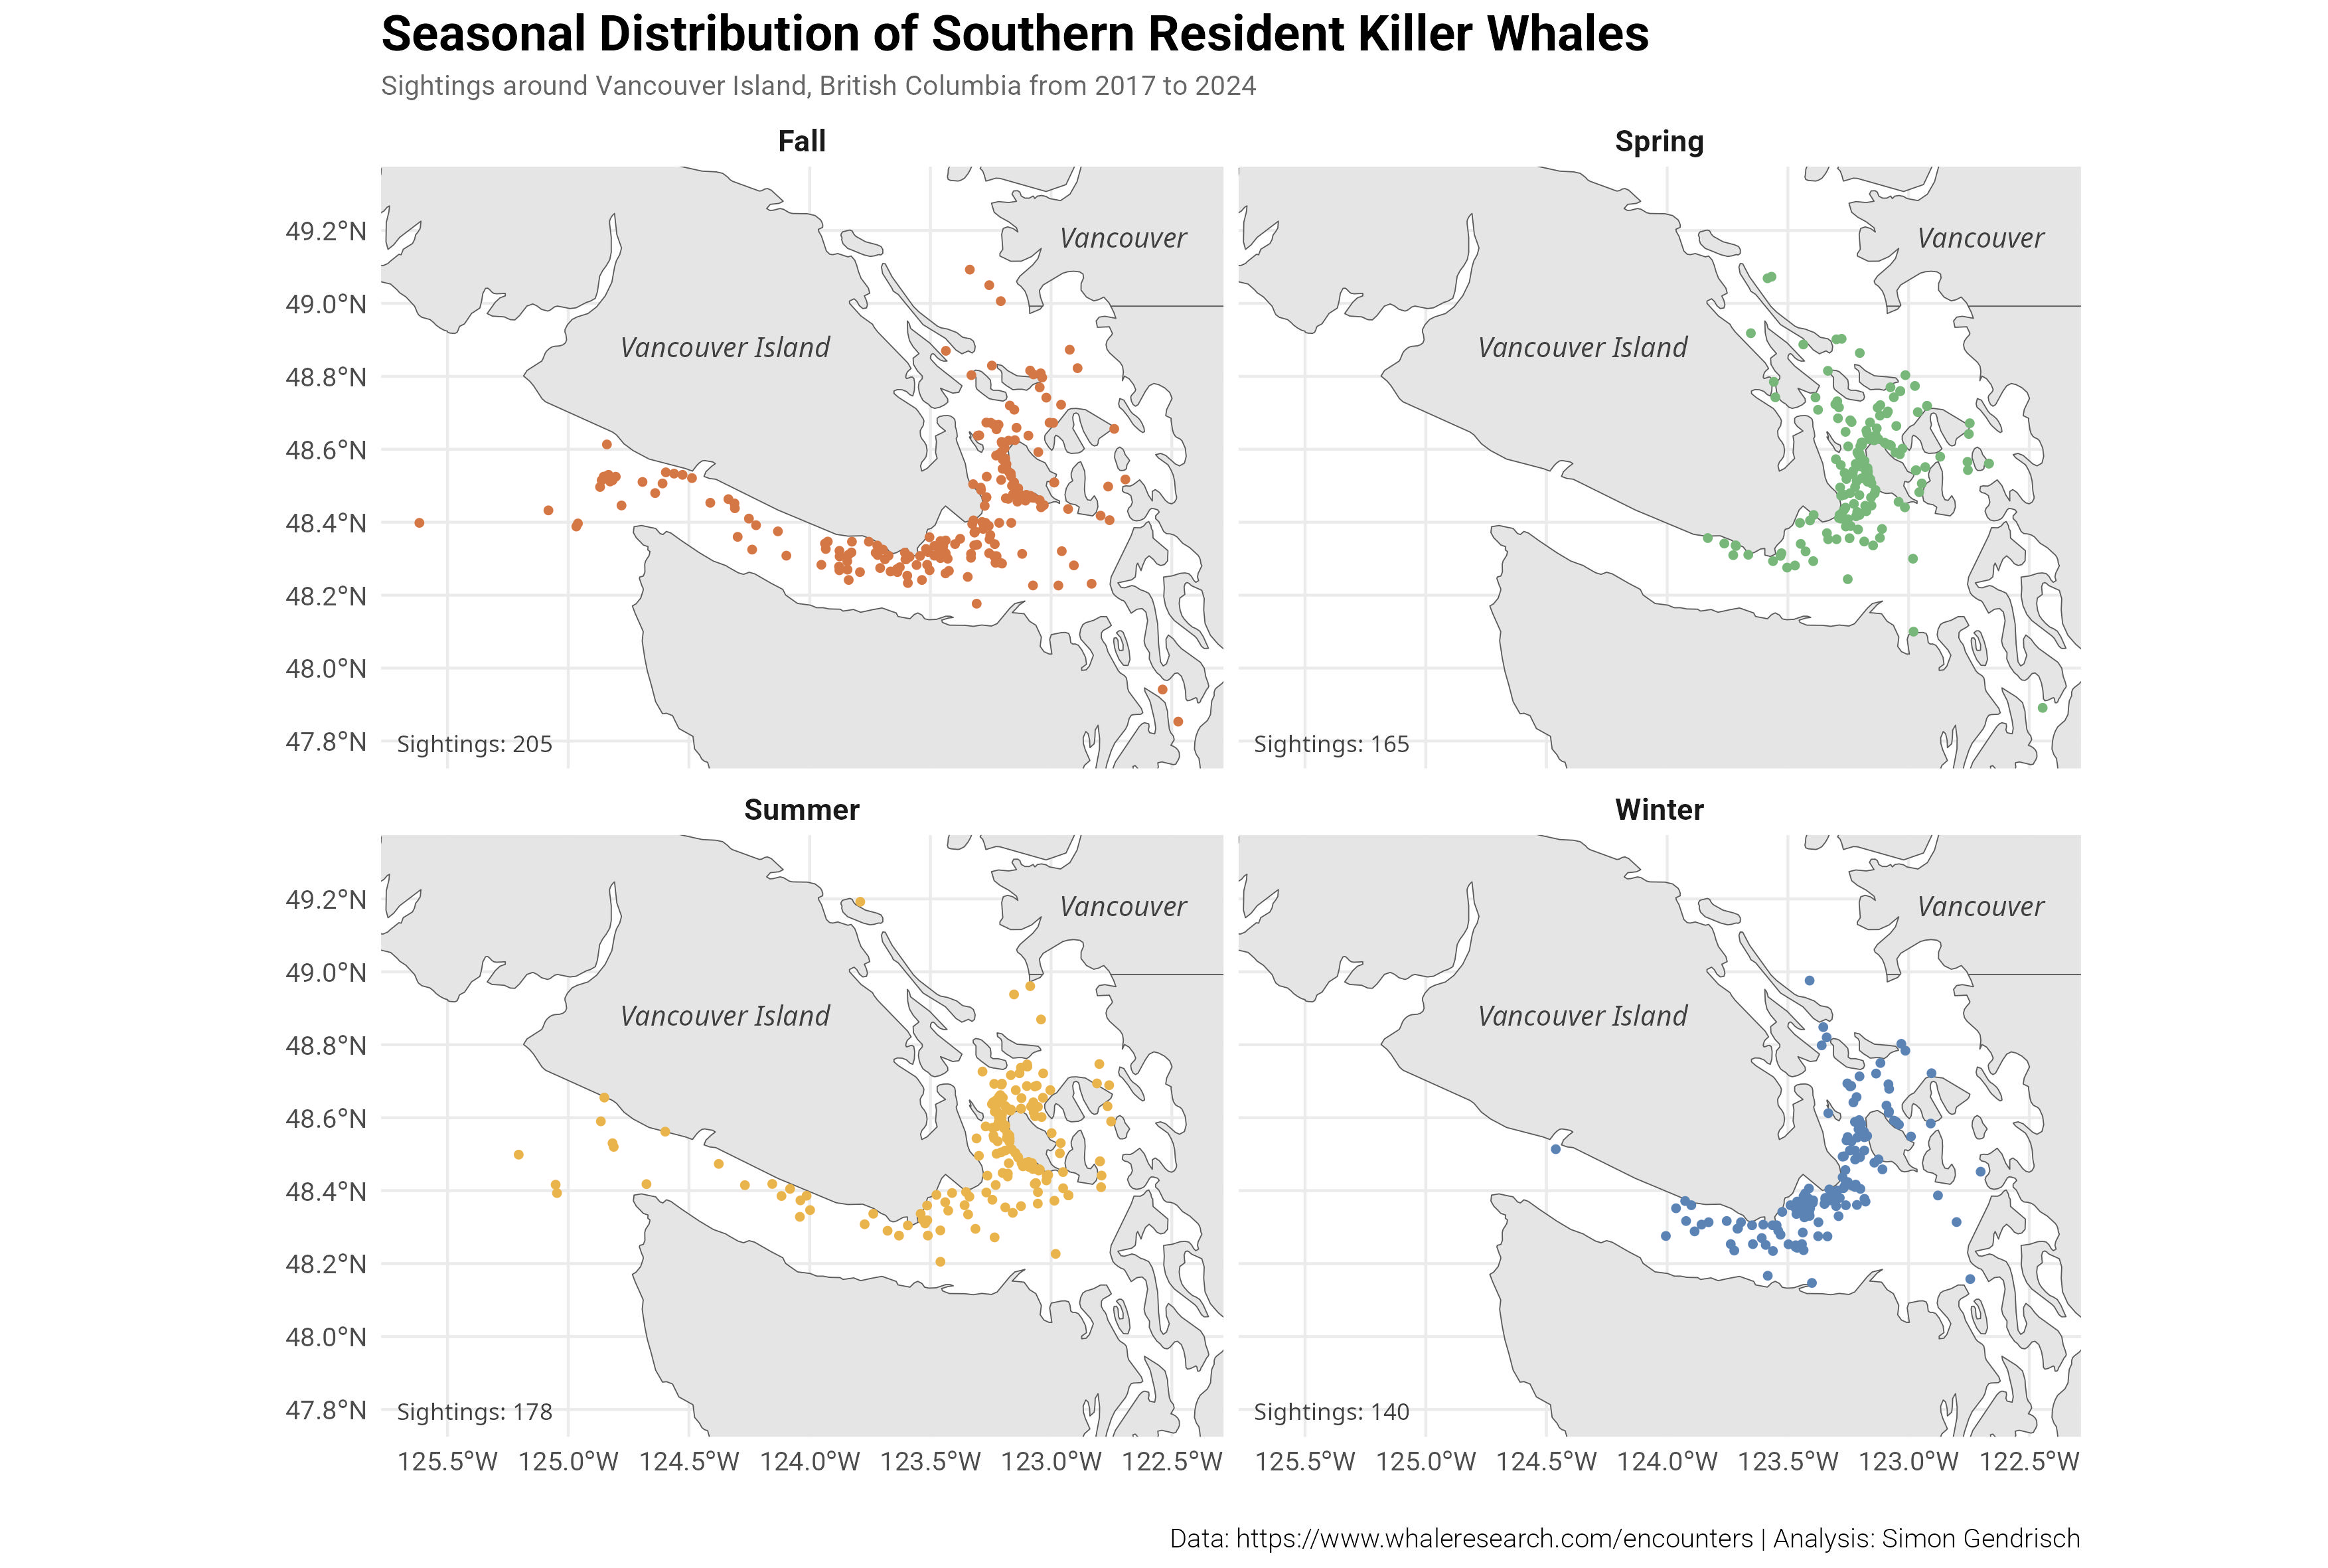 Seasonal Distribution of Southern Resident Killer Whales
Sightings around Vancouver Island, British Columbia from 2017 to 2024
Fall
49.2°N
49.0°N
48.8°N
48.6°N
48.4°N
48.2°N
48.0°N
47.8°N
Vancouver
Vancouver Island
Sightings: 205
Spring
Vancouver
Vancouver Island
Sightings: 165
Summer
49.2°N
49.0°N
48.8°N
48.6°N
48.4°N
48.2°N
48.0°N
47.8°N
Vancouver
Vancouver Island
Sightings: 178
125.5°W 125.0°W 124.5°W 124.0°W 123.5°W 123.0°W 122.5°W
Winter
Vancouver
Vancouver Island
Sightings: 140
125.5°W 125.0°W 124.5°W 124.0°W 123.5°W 123.0°W 122.5°W
Data: https://www.whaleresearch.com/encounters | Analysis: Simon Gendrisch